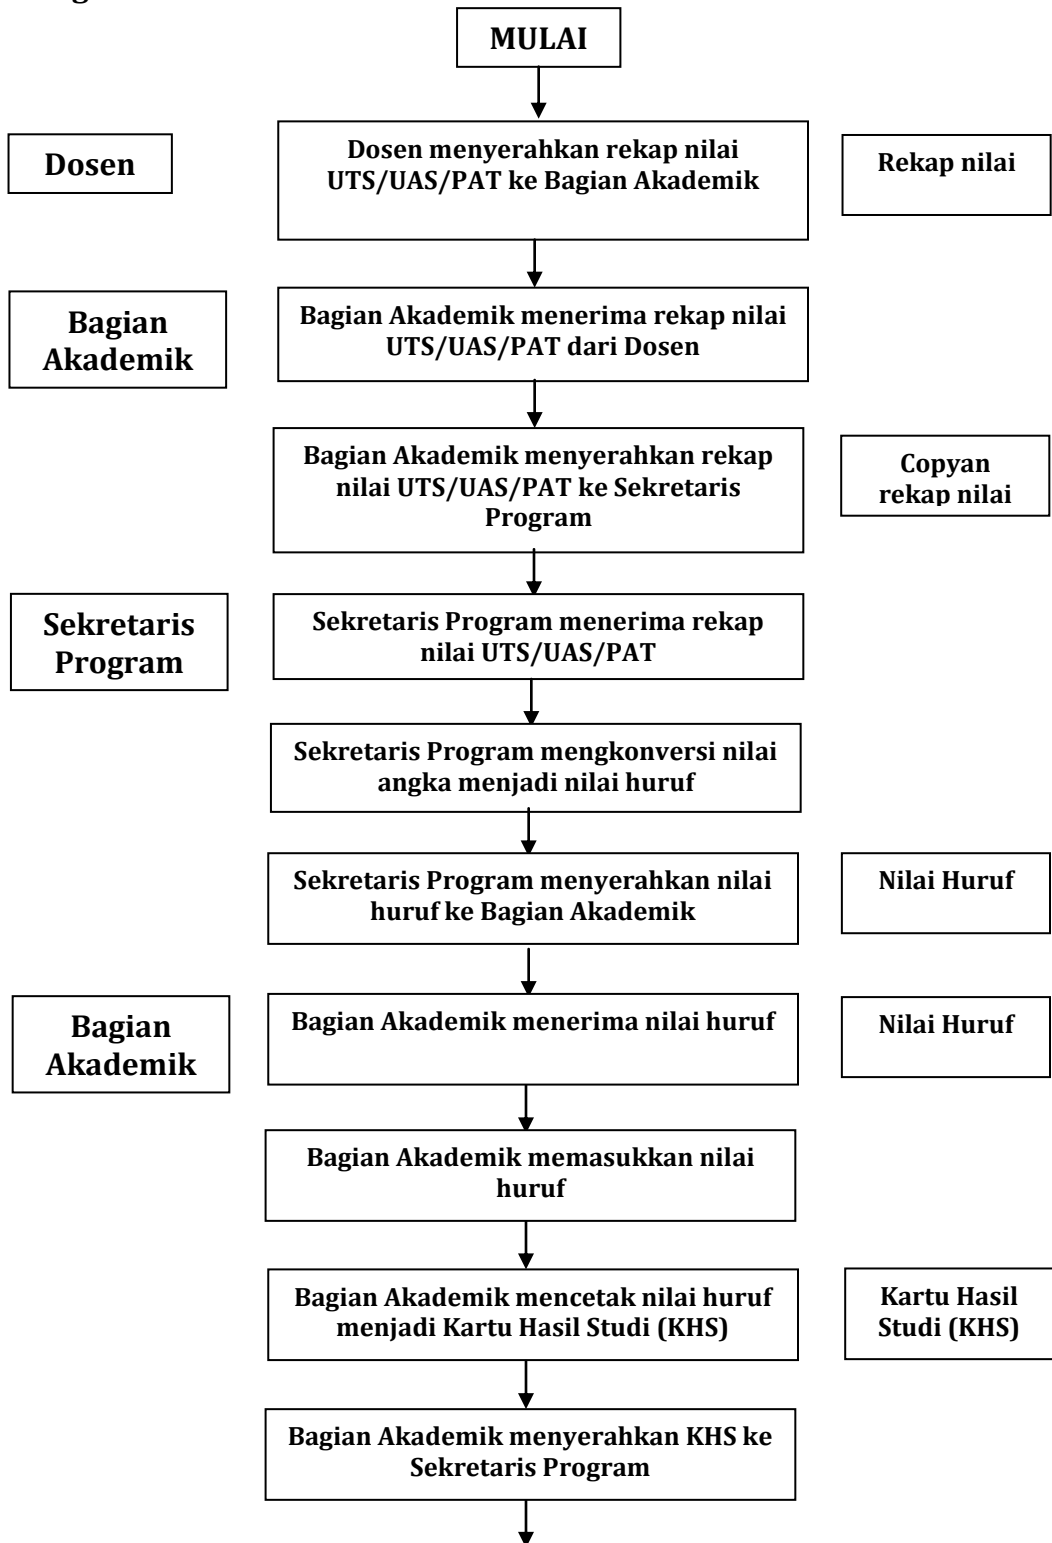 MULAI
Dosen
Dosen menyerahkan rekap nilai
UTS/UAS/PAT ke Bagian Akademik
Rekap nilai
Bagian
Akademik
Bagian Akademik menerima rekap nilai
UTS/UAS/PAT dari Dosen
Bagian Akademik menyerahkan rekap
nilai UTS/UAS/PAT ke Sekretaris
Program
Copyan
rekap nilai
Sekretaris
Program
Sekretaris Program menerima rekap
nilai UTS/UAS/PAT
Sekretaris Program mengkonversi nilai
angka menjadi nilai huruf
Sekretaris Program menyerahkan nilai
huruf ke Bagian Akademik
Nilai Huruf
Bagian
Akademik
Bagian Akademik menerima nilai huruf
Nilai Huruf
Bagian Akademik memasukkan nilai
huruf
Bagian Akademik mencetak nilai huruf
menjadi Kartu Hasil Studi (KHS)
Kartu Hasil
Studi (KHS)
Bagian Akademik menyerahkan KHS ke
Sekretaris Program